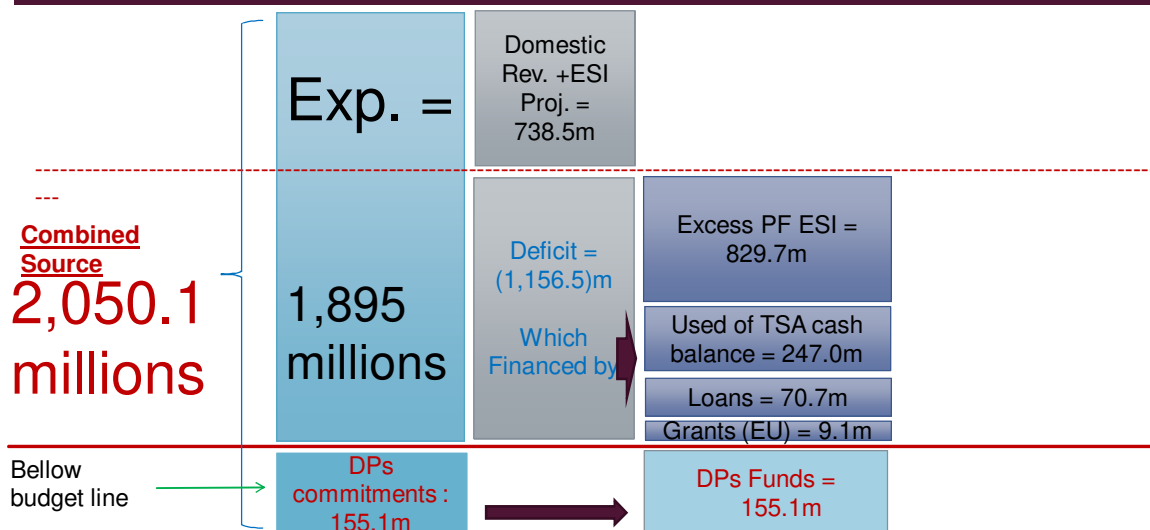 Exp. =
1,895
millions
Domestic
Rev. +ESI
Proj. =
738.5m
---
Combined
Source
2,050.1
millions
Deficit =
(1,156.5)m
Which
Financed by
Excess PF ESI =
829.7m
Used of TSA cash
balance = 247.0m
Loans = 70.7m
Grants (EU) = 9.1m
Bellow
budget line
DPs
commitments :
155.1m
DPs Funds =
155.1m